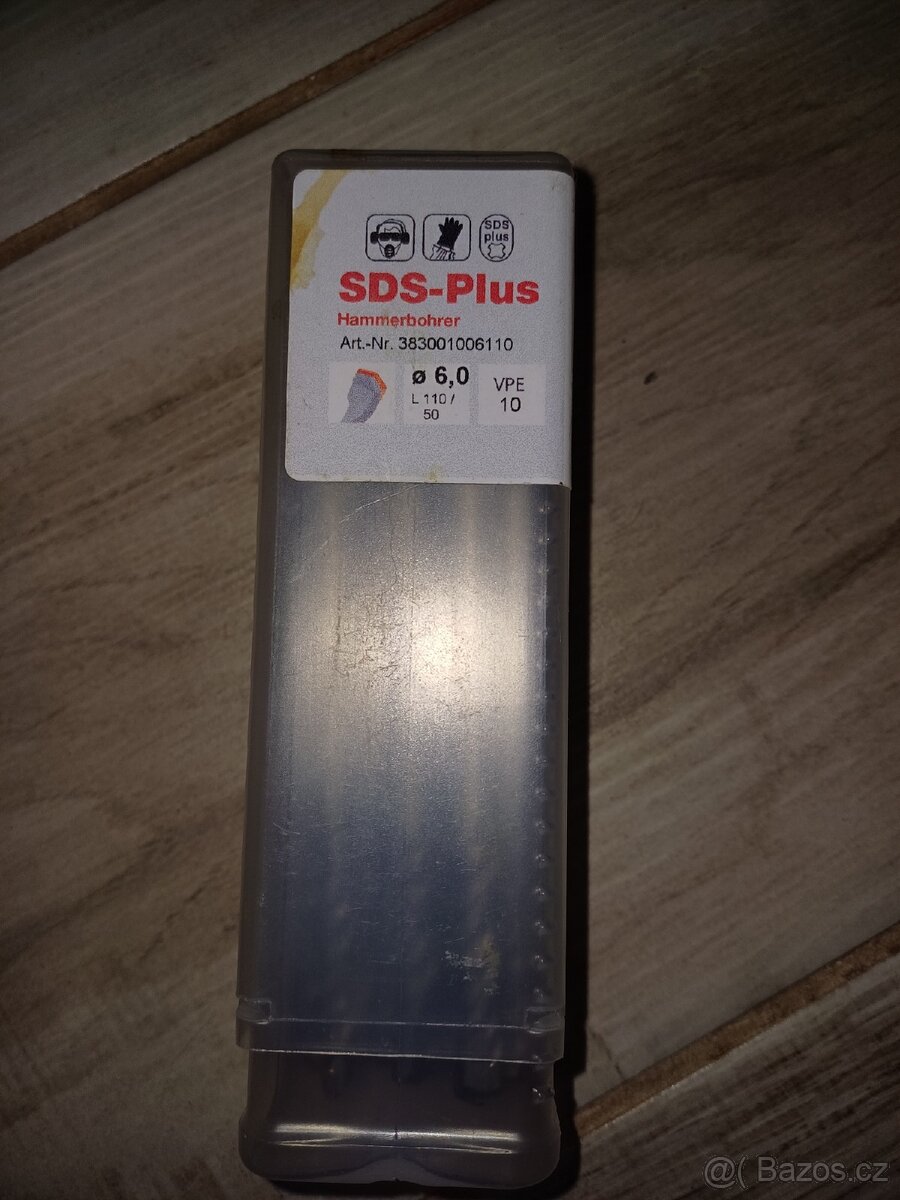 SDS
plus
SDS-Plus
Hammerbohrer
Art.-Nr. 383001006110
ø 6,0
L 110 /
50
VPE
10
@( Bazos.cz